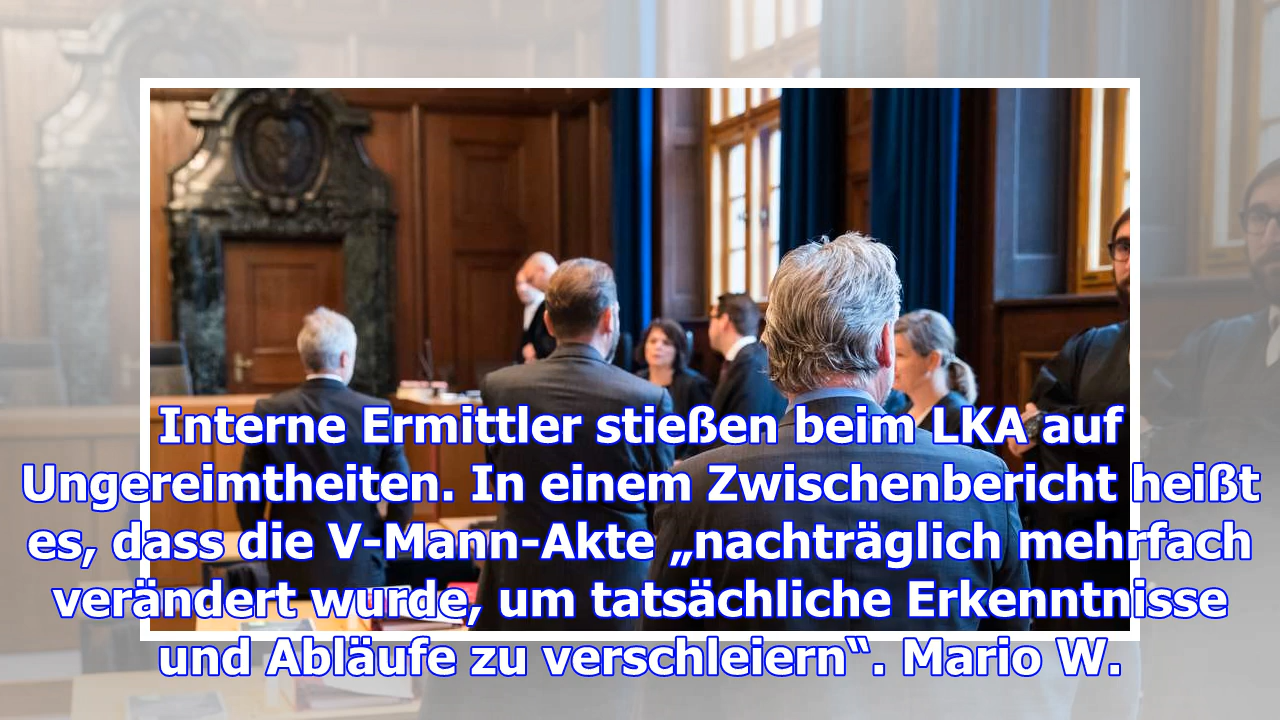 Interne Ermittler stießen beim LKA auf
Ungereimtheiten. In einem Zwischenbericht heißt
es, dass die V-Mann-Akte „nachträglich mehrfach
verändert wurde, um tatsächliche Erkenntnisse
und Abläufe zu verschleiern“. Mario W.